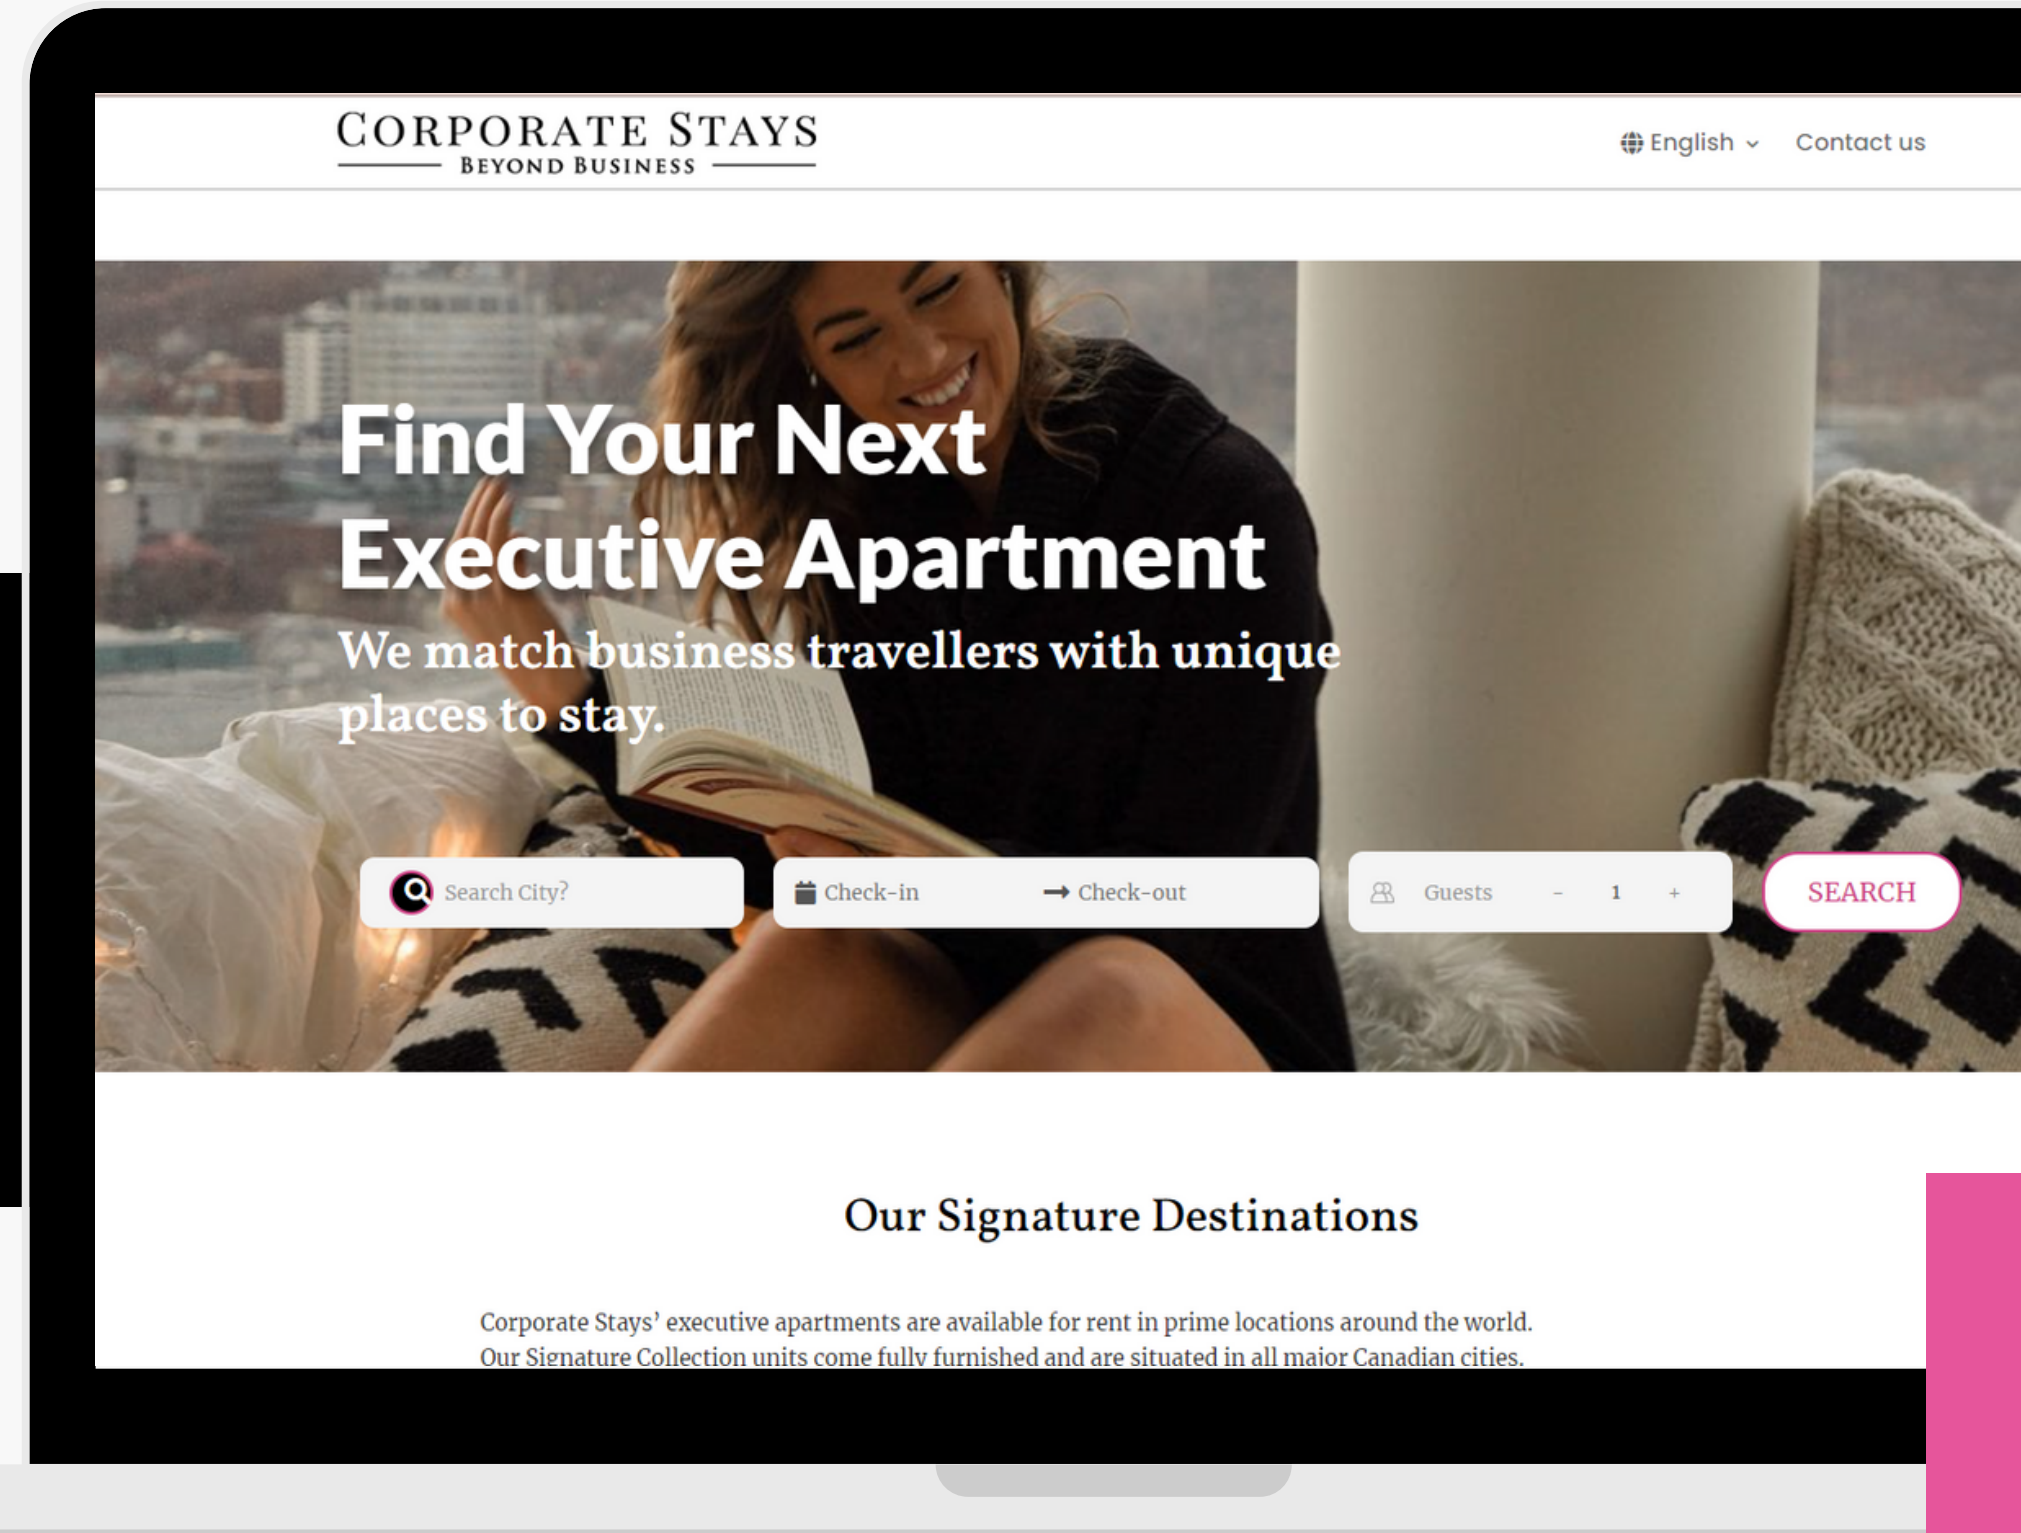 CORPORATE STAYS
BEYOND BUSINESS
English
Contact us
Find Your Next
Executive Apartment
We match business travellers with unique
places to stay.
Search City?
Check-in
Check-out
Guests
-
1
+
SEARCH
Our Signature Destinations
Corporate Stays’ executive apartments are available for rent in prime locations around the world.
Our Signature Collection units come fully furnished and are situated in all major Canadian cities.